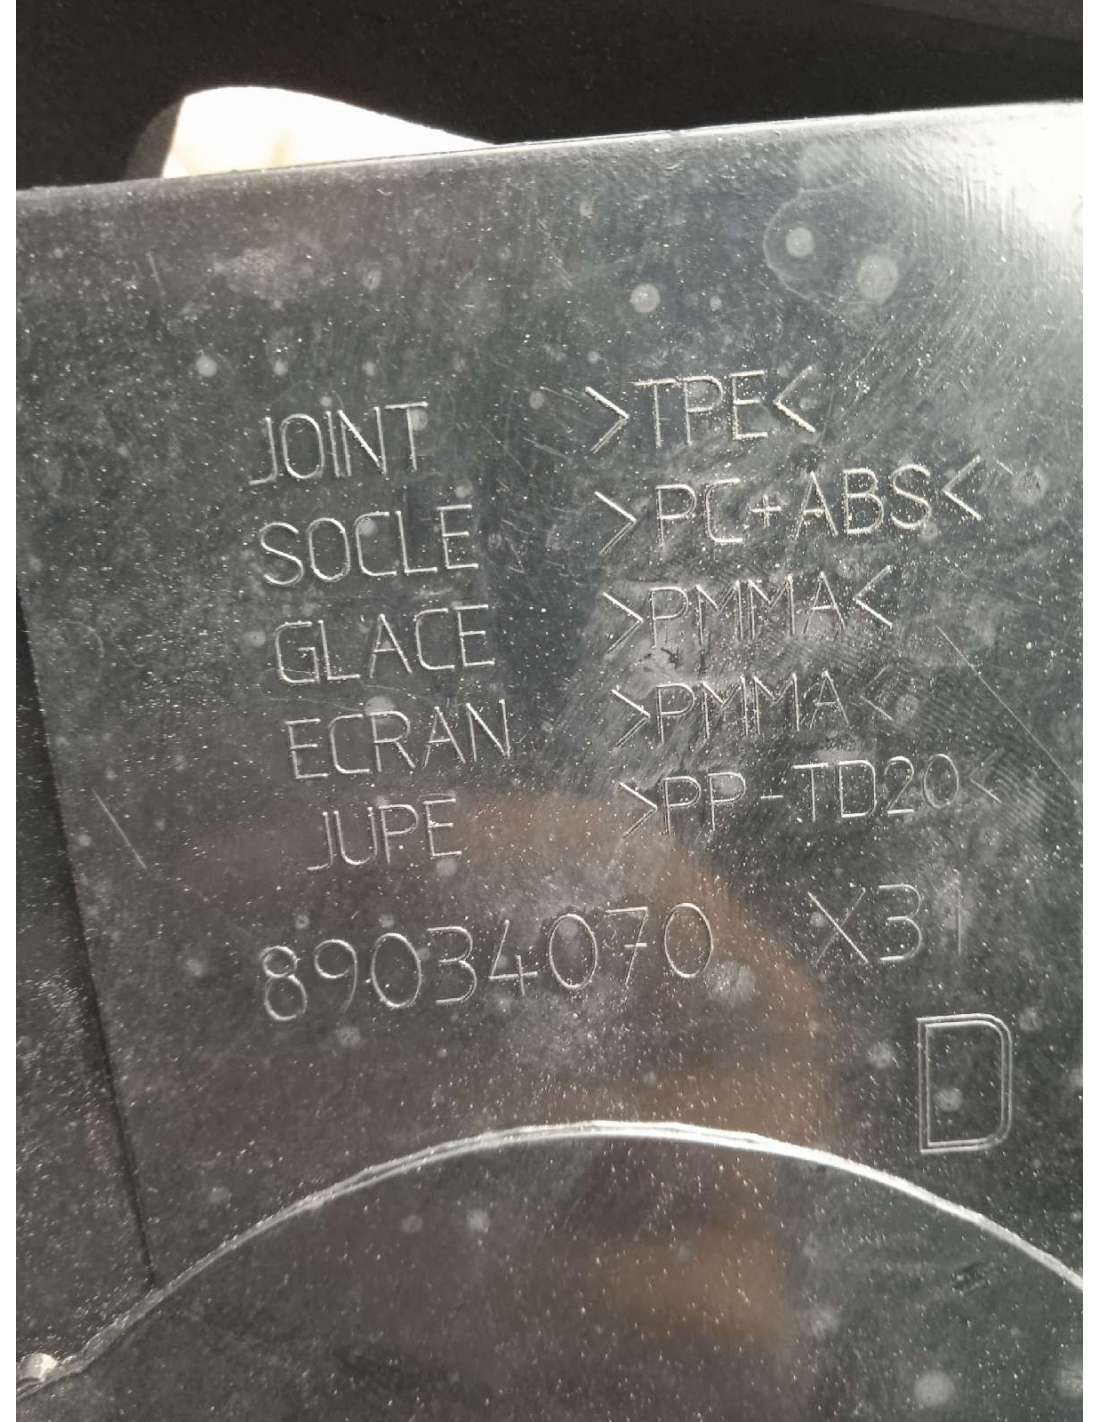 JOINT >TPE<
SOCLE >PC+ABS<
GLACE >PMMA<
ECRAN >PMMA<
JUPE >PP-TD20<
89034070 X31
D